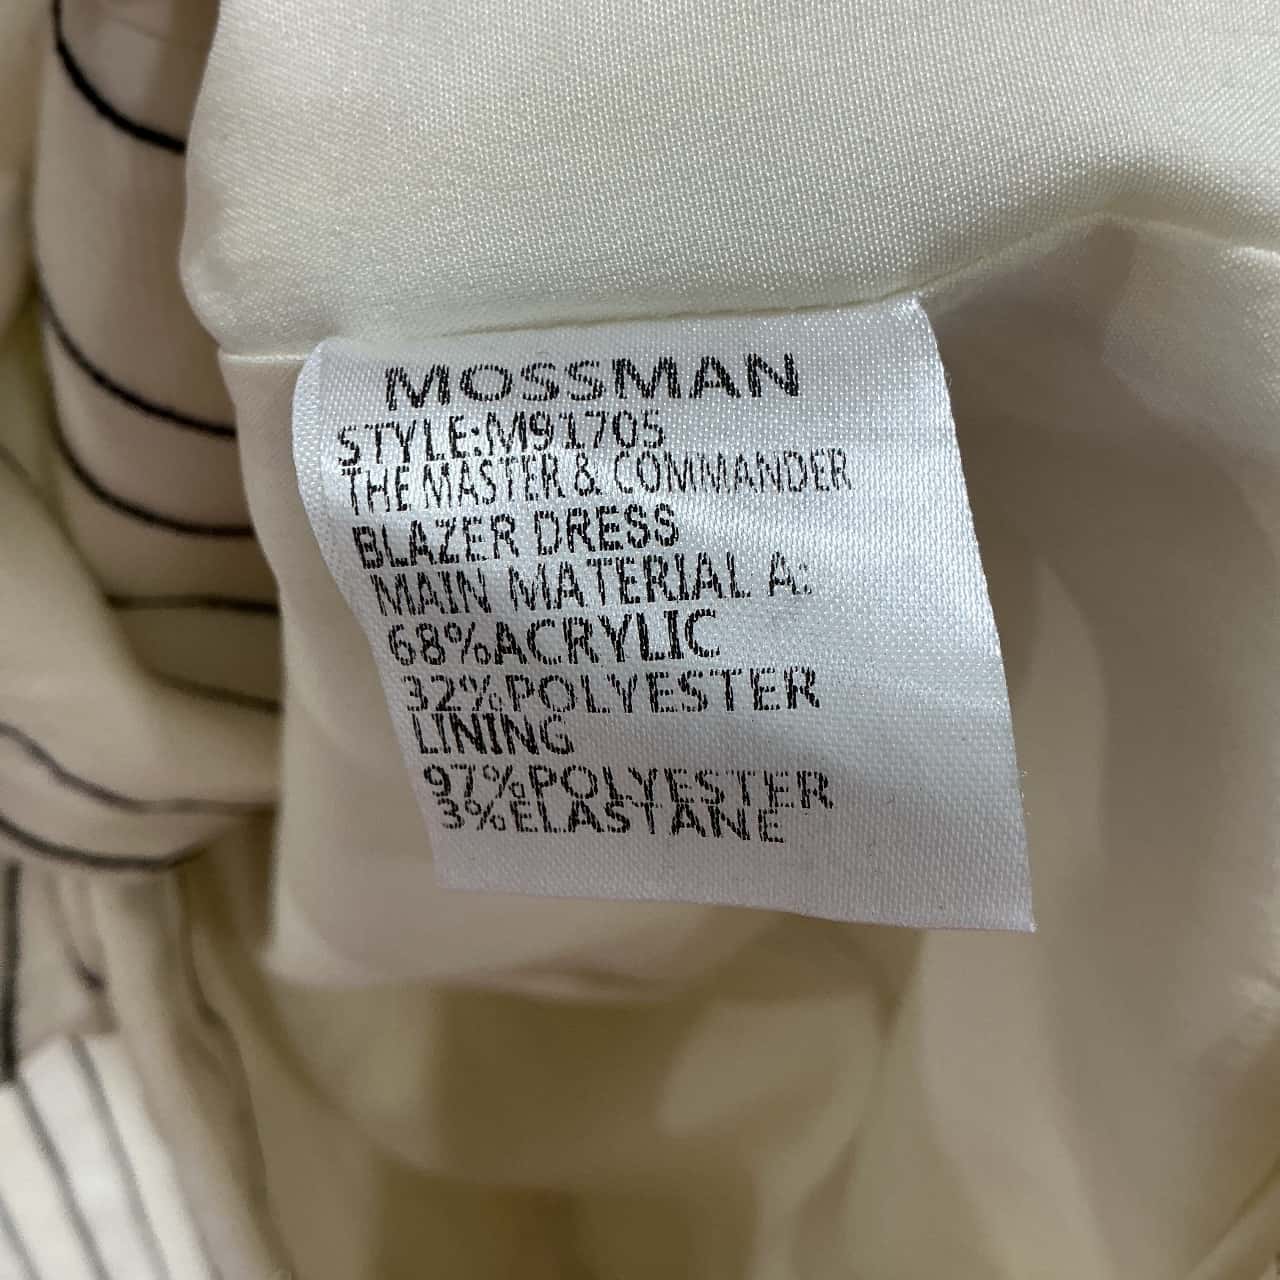 MOSSMAN
STYLE:M91705
THE MASTER & COMMANDER
BLAZER DRESS
MAIN MATERIAL A:
68%ACRYLIC
32%POLYESTER
LINING
97%POLYESTER
3%ELASTANE